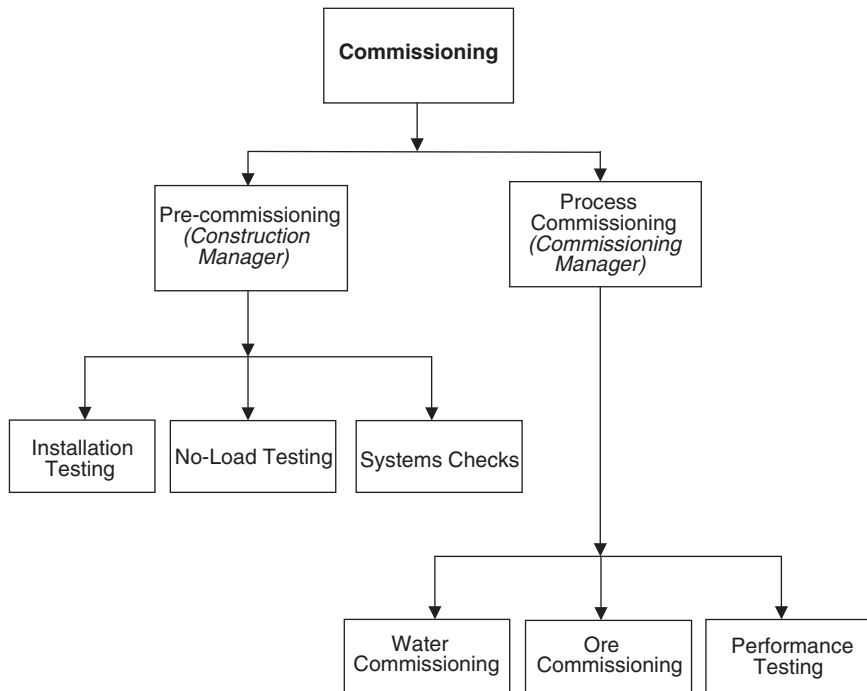 Commissioning
Pre-commissioning
(Construction
Manager)
Process
Commissioning
(Commissioning
Manager)
Installation
Testing
No-Load Testing
Systems Checks
Water
Commissioning
Ore
Commissioning
Performance
Testing